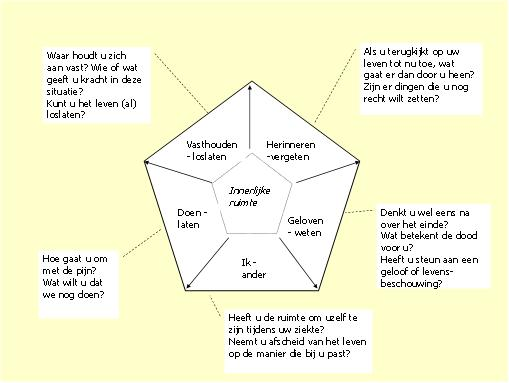 Waar houdt u zich
aan vast? Wie of wat
geeft u kracht in deze
situatie?
Kunt u het leven (al)
loslaten?
Als u terugkijkt op uw
leven tot nu toe, wat
gaat er dan door u heen?
Zijn er dingen die u nog
recht wilt zetten?
Vasthouden
- loslaten
Herinneren
-vergeten
Innerlijke
ruimte
Doen -
laten
Geloven
- weten
Ik -
ander
Denkt u wel eens na
over het einde?
Wat betekent de dood
voor u?
Heeft u steun aan een
geloof of levens-
beschouwing?
Hoe gaat u om
met de pijn?
Wat wilt u dat
we nog doen?
Heeft u de ruimte om uzelf te
zijn tijdens uw ziekte?
Neemt u afscheid van het leven
op de manier die bij u past?